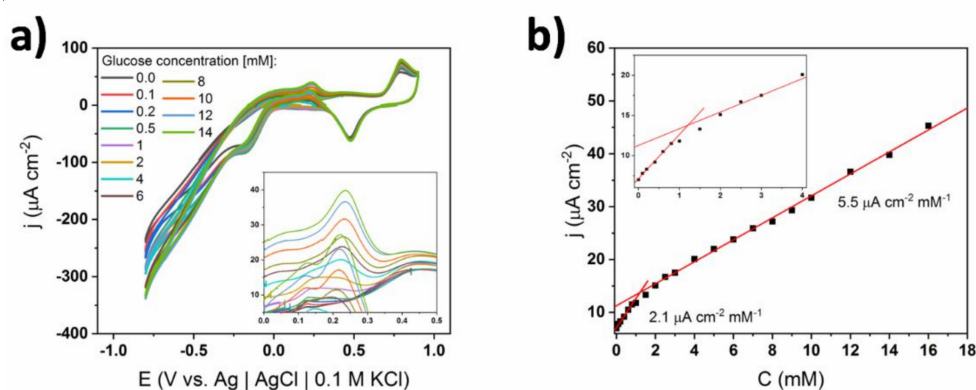 a)
100
0
-100
-200
-300
-400
j (µA cm⁻²)
Glucose concentration [mM]:
0.0
0.1
0.2
0.5
1
2
4
6
8
10
12
14
40
30
20
10
0.0 0.1 0.2 0.3 0.4 0.5
-1.0 -0.5 0.0 0.5 1.0
E (V vs. Ag | AgCl | 0.1 M KCl)
b)
60
50
40
30
20
10
j (µA cm⁻²)
20
15
10
0 1 2 3 4
5.5 µA cm⁻² mM⁻¹
2.1 µA cm⁻² mM⁻¹
0 2 4 6 8 10 12 14 16 18
C (mM)